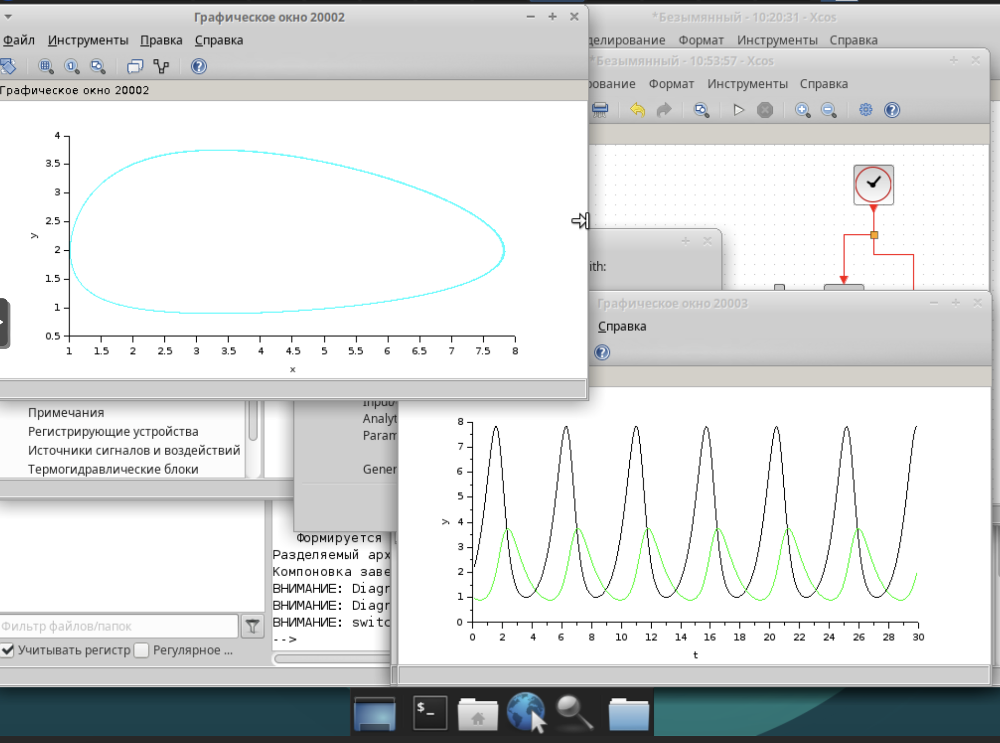 Графическое окно 20002
Файл Инструменты Правка Справка
Графическое окно 20002
4
3.5
3
2.5
2
1.5
1
0.5
y
1 1.5 2 2.5 3 3.5 4 4.5 5 5.5 6 6.5 7 7.5 8
x
*Безымянный - 10:20:31 - Xcos
делирование Формат Инструменты Справка
*Безымянный - 10:53:57 - Xcos
рование Формат Инструменты Справка
ith:
Графическое окно 20003
Справка
8
7
6
5
4
3
2
1
0
y
0 2 4 6 8 10 12 14 16 18 20 22 24 26 28 30
t
Примечания
Регистрирующие устройства
Источники сигналов и воздействий
Термогидравлические блоки
Input/
Analyt
Param
Gener
Формируется
Разделяемый арх
Компоновка заве
ВНИМАНИЕ: Diagr
ВНИМАНИЕ: Diagr
ВНИМАНИЕ: switc
-->
Фильтр файлов/папок
Учитывать регистр Регулярное ...
$_